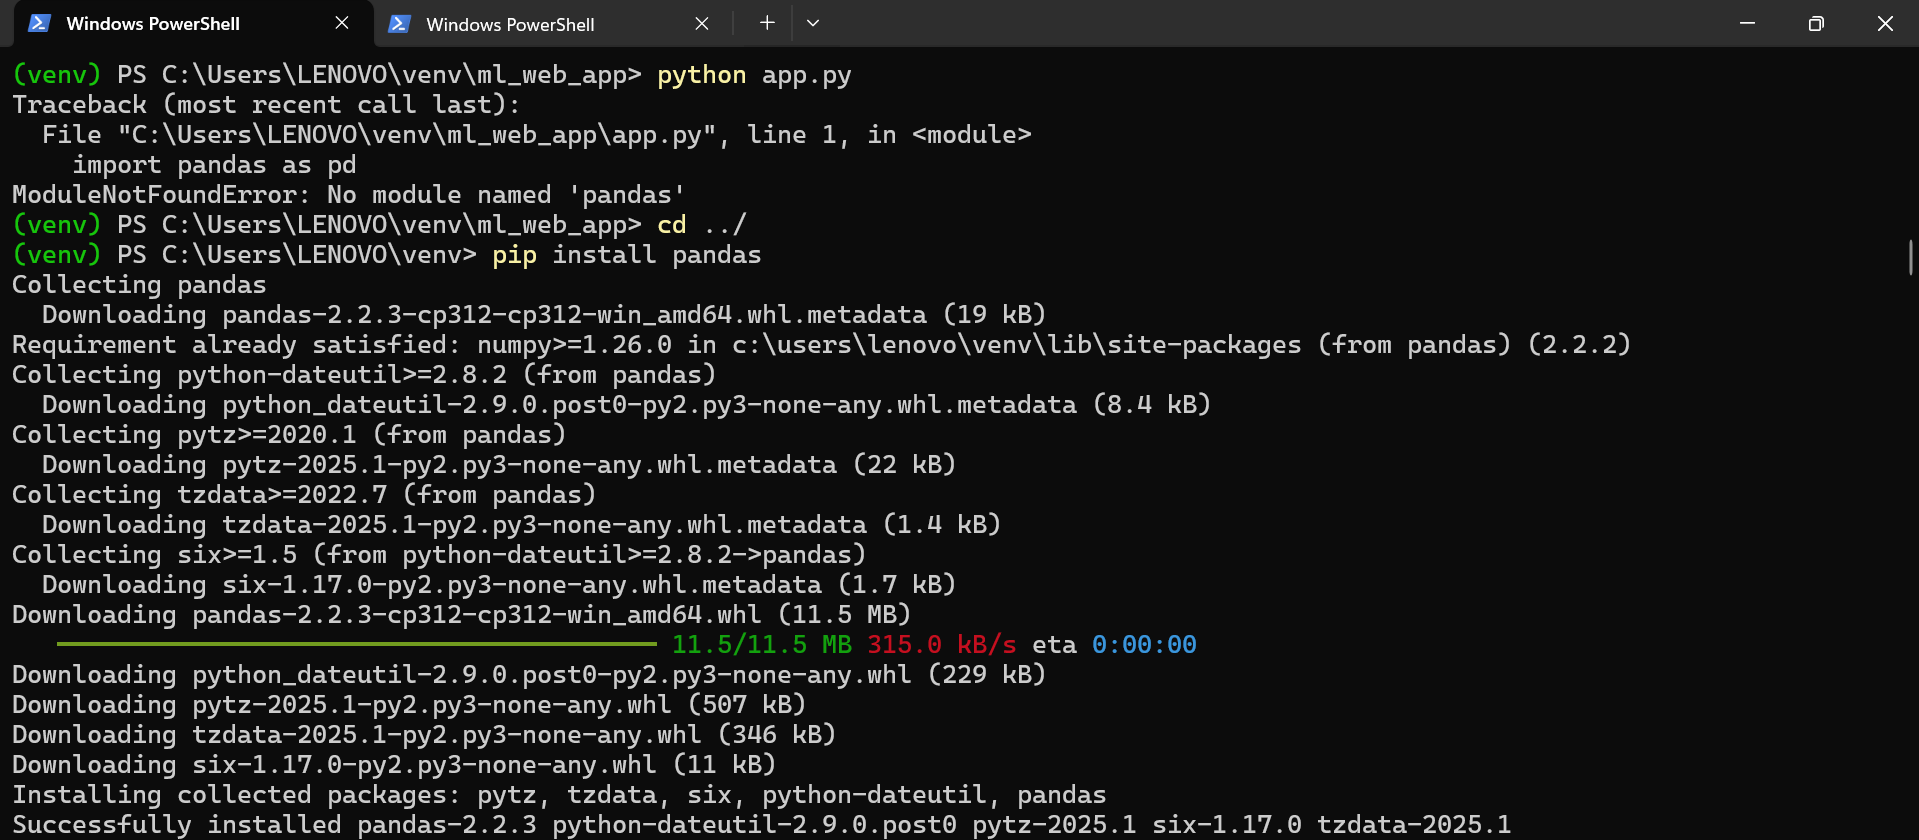 Windows PowerShell
Windows PowerShell
(venv) PS C:\Users\LENOVO\venv\ml_web_app> python app.py
Traceback (most recent call last):
  File "C:\Users\LENOVO\venv\ml_web_app\app.py", line 1, in <module>
    import pandas as pd
ModuleNotFoundError: No module named 'pandas'
(venv) PS C:\Users\LENOVO\venv\ml_web_app> cd ../
(venv) PS C:\Users\LENOVO\venv> pip install pandas
Collecting pandas
  Downloading pandas-2.2.3-cp312-cp312-win_amd64.whl.metadata (19 kB)
Requirement already satisfied: numpy>=1.26.0 in c:\users\lenovo\venv\lib\site-packages (from pandas) (2.2.2)
Collecting python-dateutil>=2.8.2 (from pandas)
  Downloading python_dateutil-2.9.0.post0-py2.py3-none-any.whl.metadata (8.4 kB)
Collecting pytz>=2020.1 (from pandas)
  Downloading pytz-2025.1-py2.py3-none-any.whl.metadata (22 kB)
Collecting tzdata>=2022.7 (from pandas)
  Downloading tzdata-2025.1-py2.py3-none-any.whl.metadata (1.4 kB)
Collecting six>=1.5 (from python-dateutil>=2.8.2->pandas)
  Downloading six-1.17.0-py2.py3-none-any.whl.metadata (1.7 kB)
Downloading pandas-2.2.3-cp312-cp312-win_amd64.whl (11.5 MB)
11.5/11.5 MB 315.0 kB/s eta 0:00:00
Downloading python_dateutil-2.9.0.post0-py2.py3-none-any.whl (229 kB)
Downloading pytz-2025.1-py2.py3-none-any.whl (507 kB)
Downloading tzdata-2025.1-py2.py3-none-any.whl (346 kB)
Downloading six-1.17.0-py2.py3-none-any.whl (11 kB)
Installing collected packages: pytz, tzdata, six, python-dateutil, pandas
Successfully installed pandas-2.2.3 python-dateutil-2.9.0.post0 pytz-2025.1 six-1.17.0 tzdata-2025.1